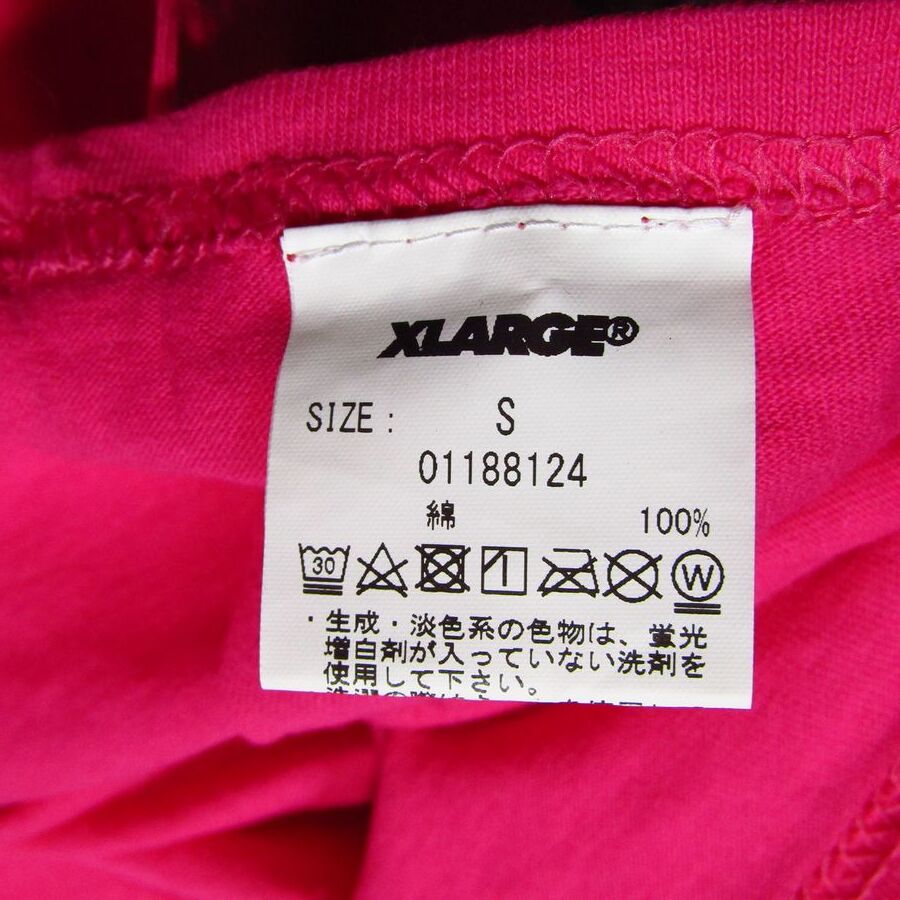 XLARGE®
SIZE: S
01188124
綿 100%
30
W
・生成・淡色系の色物は、蛍光
増白剤が入っていない洗剤を
使用して下さい。